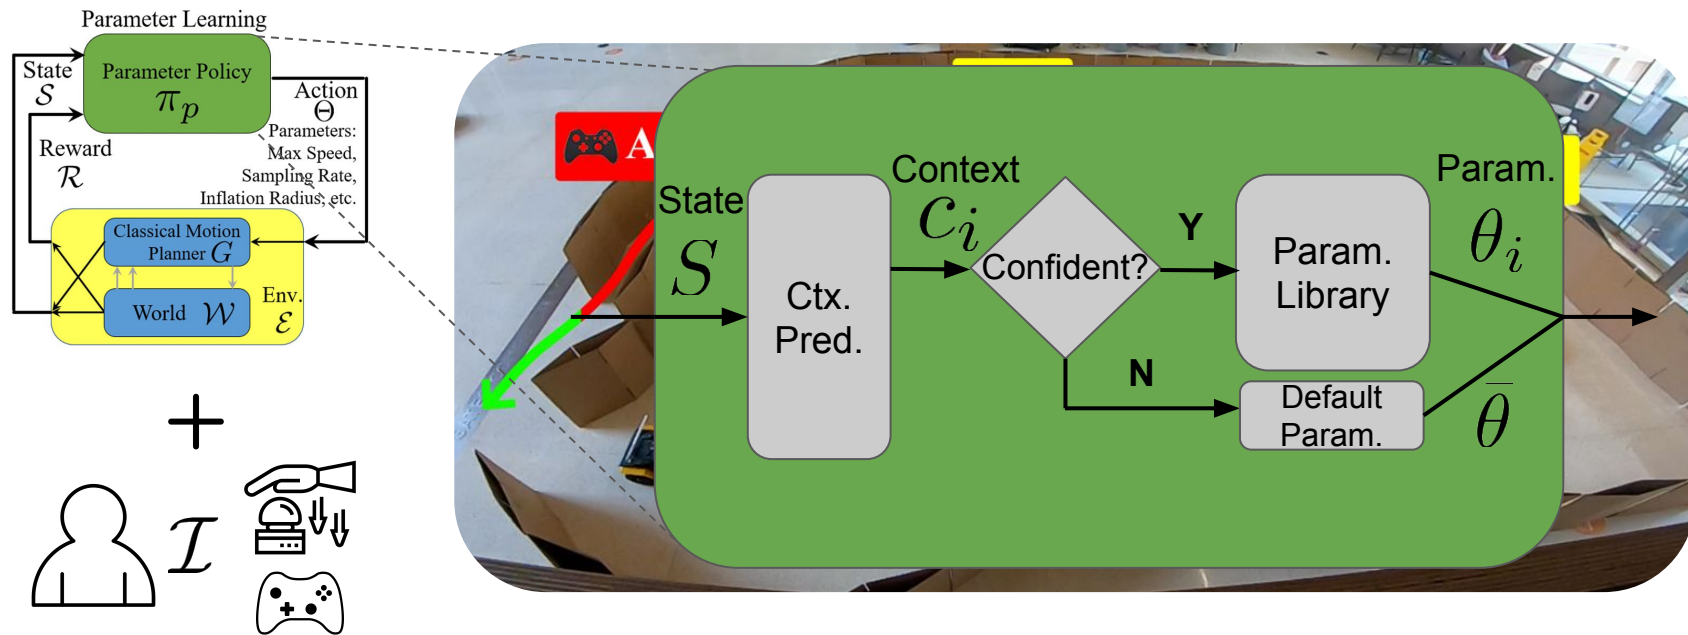 Parameter Learning
State
𝒮
Parameter Policy
π_p
Action
Θ
Parameters:
Max Speed,
Sampling Rate,
Inflation Radius, etc.
Reward
ℛ
Classical Motion
Planner G
World 𝒲
Env.
ℰ
+
ℐ
A
State
S
Ctx.
Pred.
Context
c_i
Confident?
Y
N
Param.
Library
Default
Param.
Param.
θ_i
θ̅